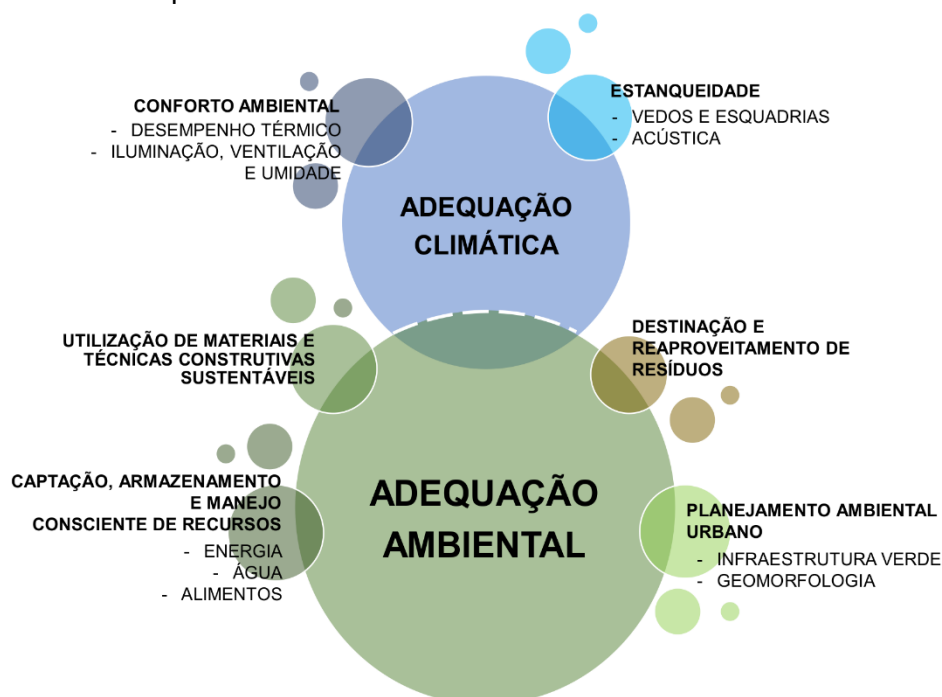 CONFORTO AMBIENTAL
- DESEMPENHO TÉRMICO
- ILUMINAÇÃO, VENTILAÇÃO
E UMIDADE
ESTANQUEIDADE
- VEDOS E ESQUADRIAS
- ACÚSTICA
ADEQUAÇÃO
CLIMÁTICA
UTILIZAÇÃO DE MATERIAIS E
TÉCNICAS CONSTRUTIVAS
SUSTENTÁVEIS
DESTINAÇÃO E
REAPROVEITAMENTO DE
RESÍDUOS
CAPTAÇÃO, ARMAZENAMENTO
E MANEJO
CONSCIENTE DE RECURSOS
- ENERGIA
- ÁGUA
- ALIMENTOS
ADEQUAÇÃO
AMBIENTAL
PLANEJAMENTO AMBIENTAL
URBANO
- INFRAESTRUTURA VERDE
- GEOMORFOLOGIA